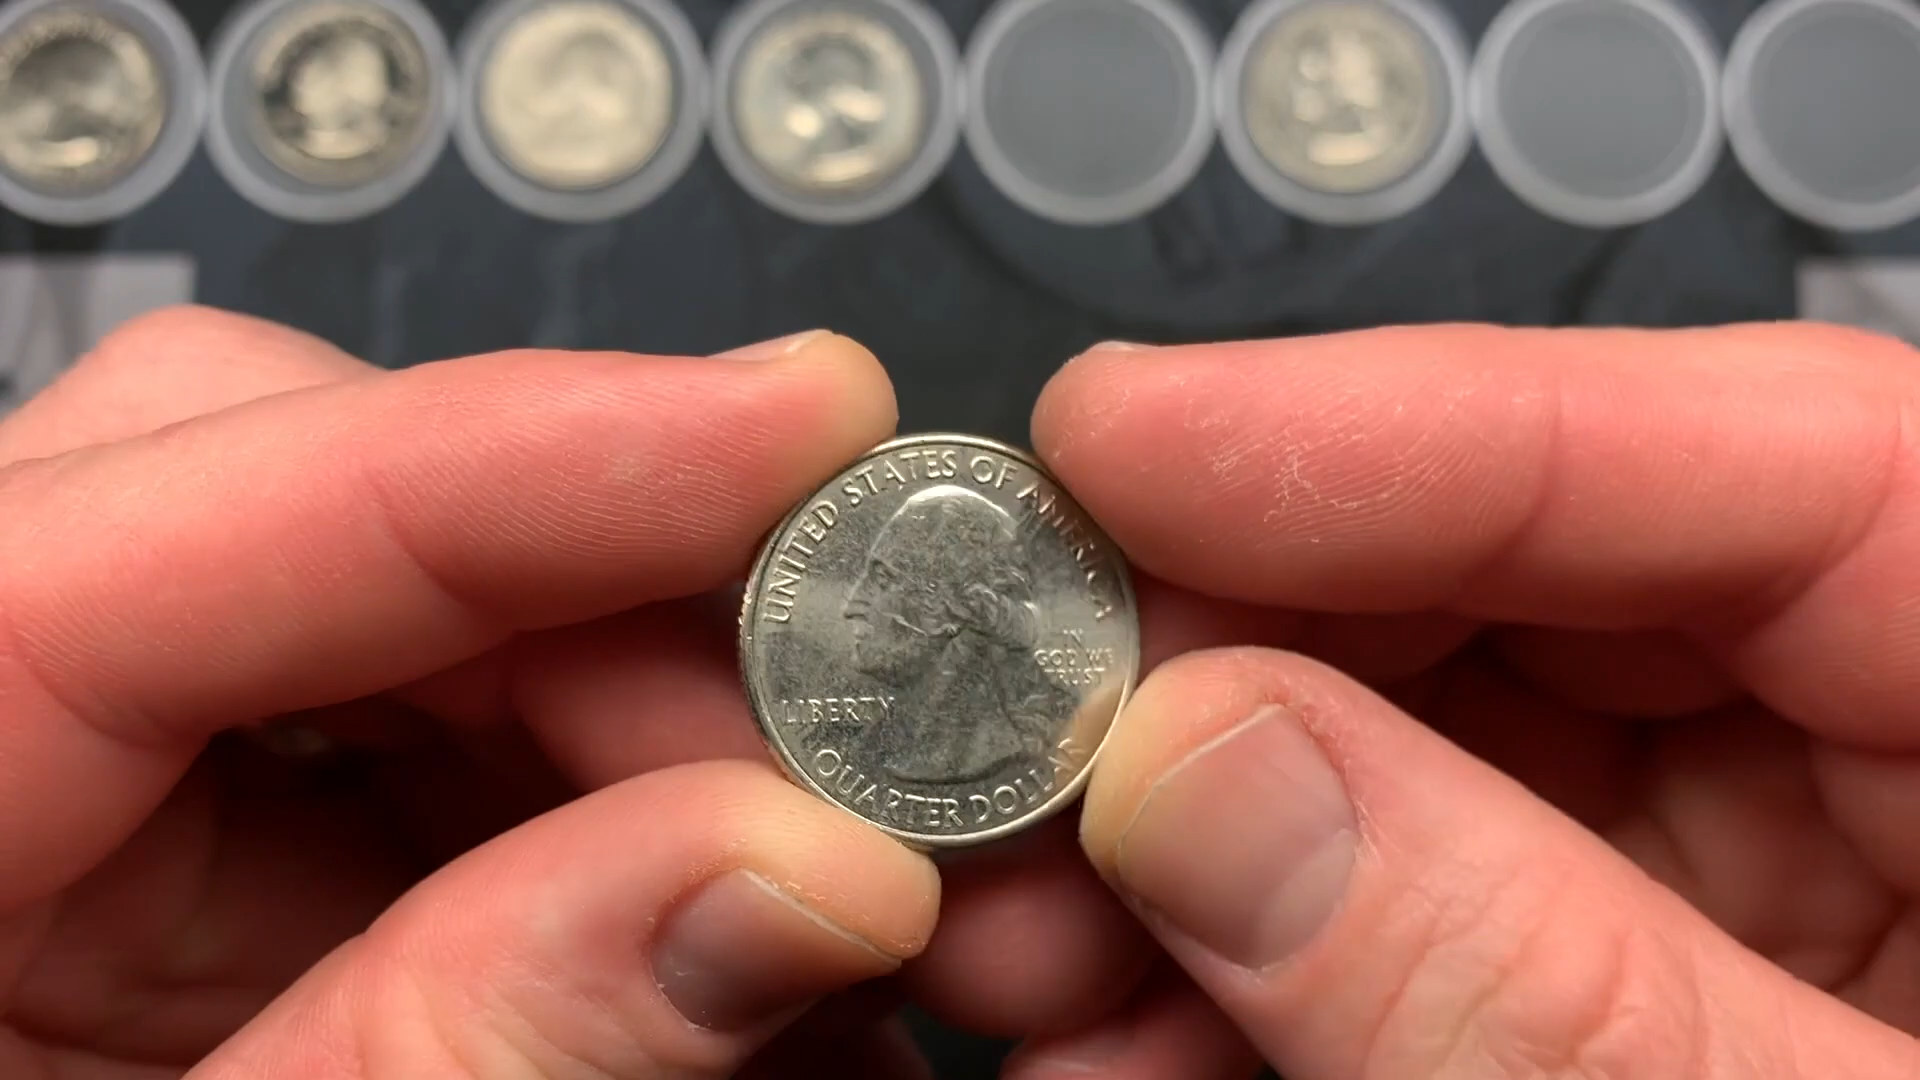 UNITED STATES OF AMERICA
IN
GOD WE
TRUST
LIBERTY
QUARTER DOLLAR